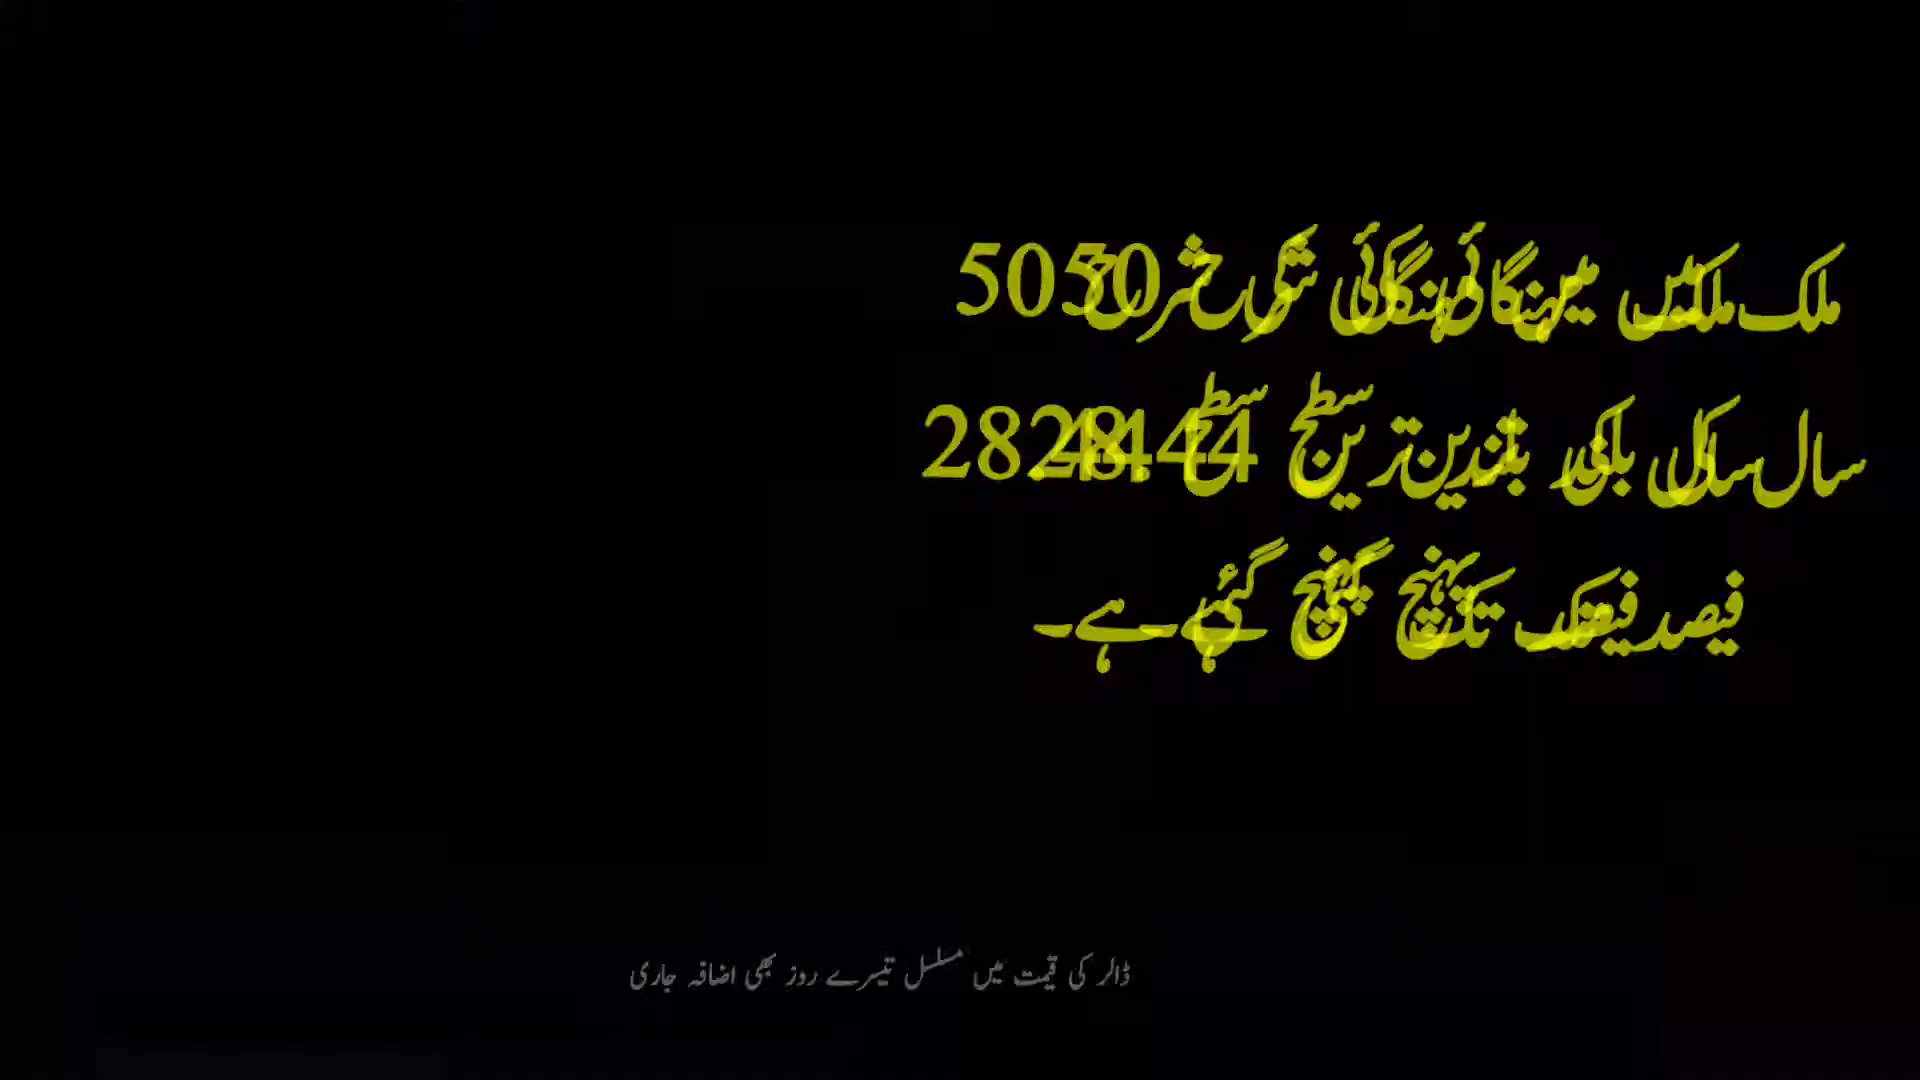 ملک میں مہنگائی کی شرح 50
سال کی بلند ترین سطح 28.44
فیصد تک پہنچ گئی ہے۔
ڈالر کی قیمت میں مسلسل تیسرے روز بھی اضافہ جاری